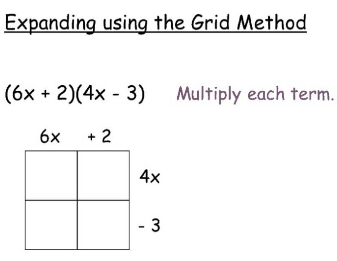 Expanding using the Grid Method
(6x + 2)(4x - 3) Multiply each term.
6x + 2
4x
- 3